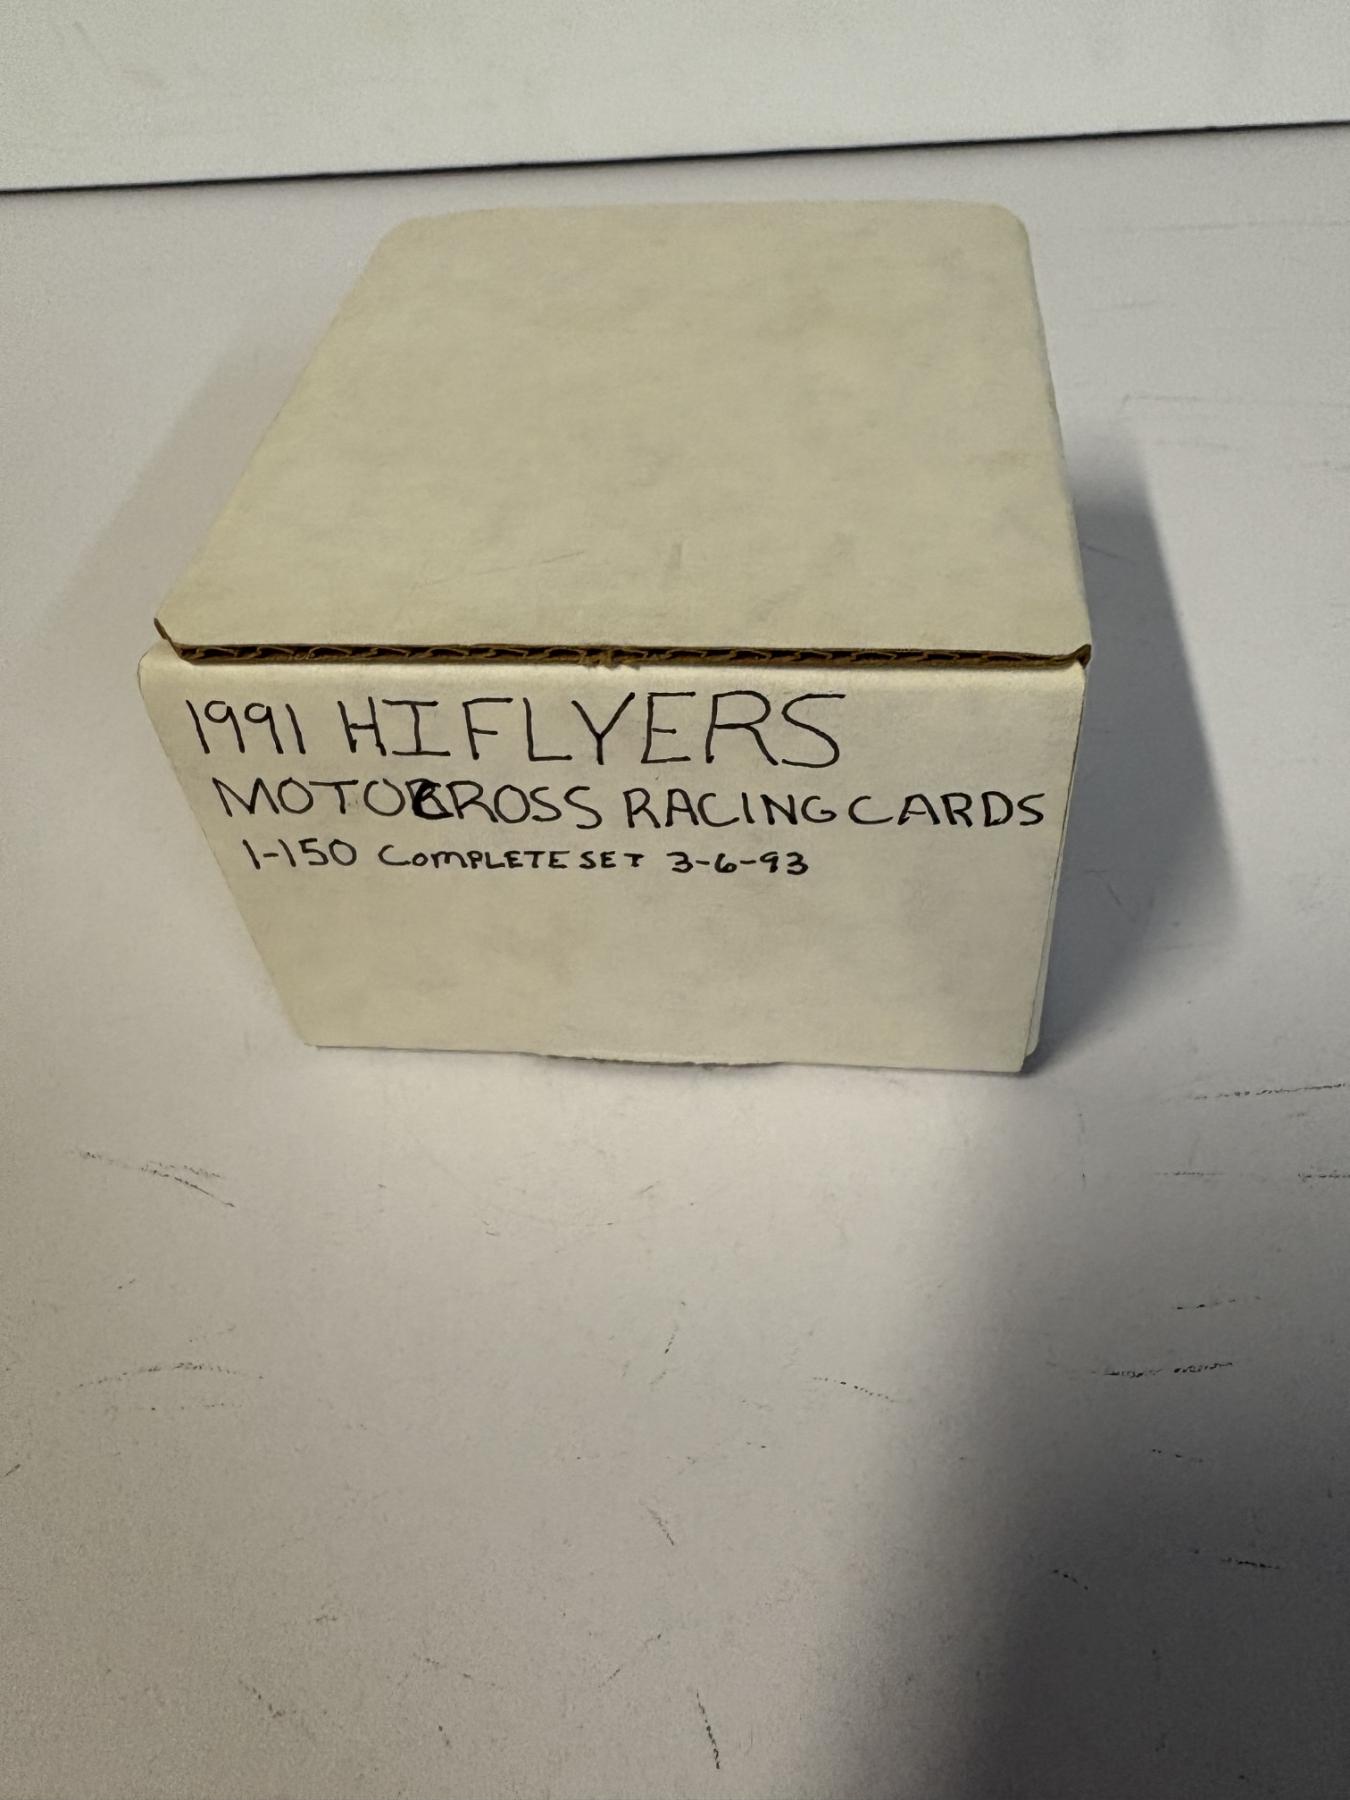 1991 HIFLYERS
MOTOCROSS RACING CARDS
1-150 COMPLETE SET 3-6-93